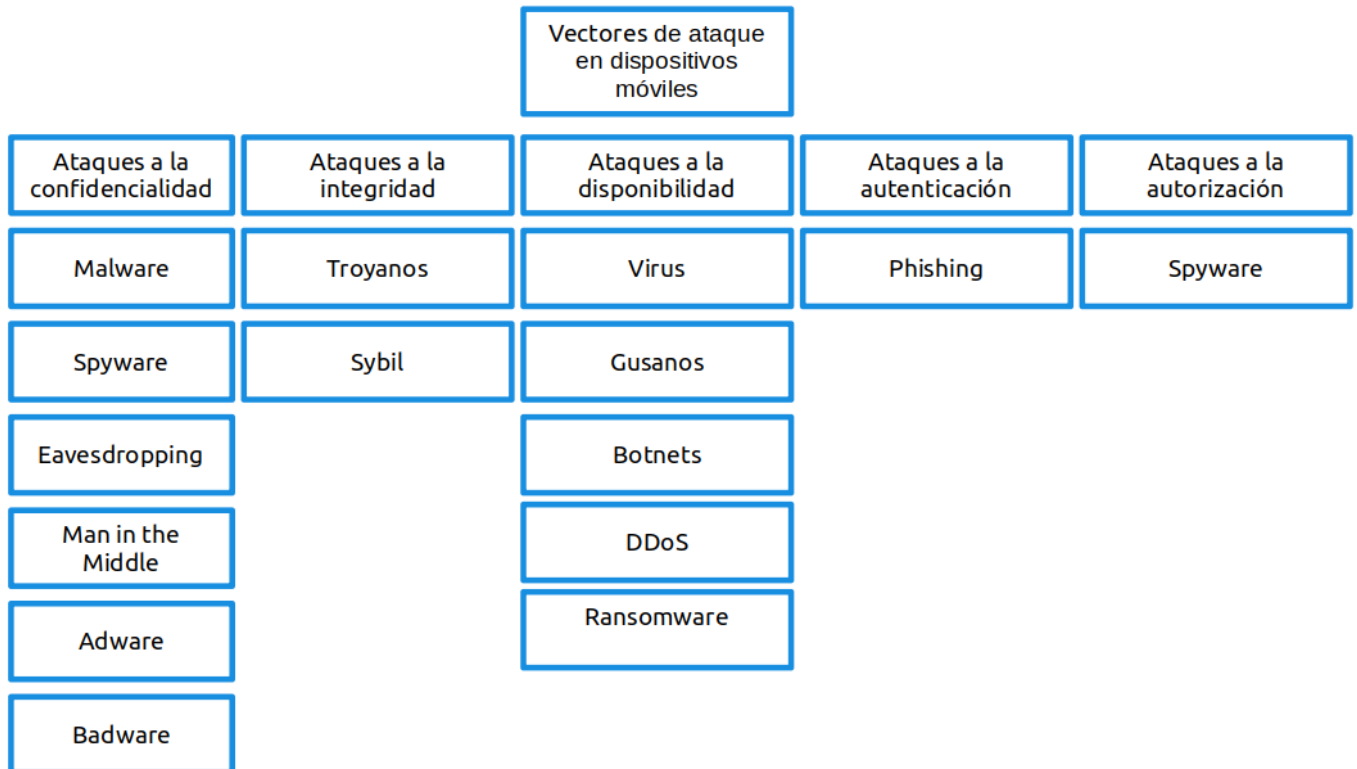 Vectores de ataque
en dispositivos
móviles
Ataques a la
confidencialidad
Ataques a la
integridad
Ataques a la
disponibilidad
Ataques a la
autenticación
Ataques a la
autorización
Malware
Troyanos
Virus
Phishing
Spyware
Spyware
Sybil
Gusanos
Eavesdropping
Botnets
Man in the
Middle
DDoS
Adware
Ransomware
Badware